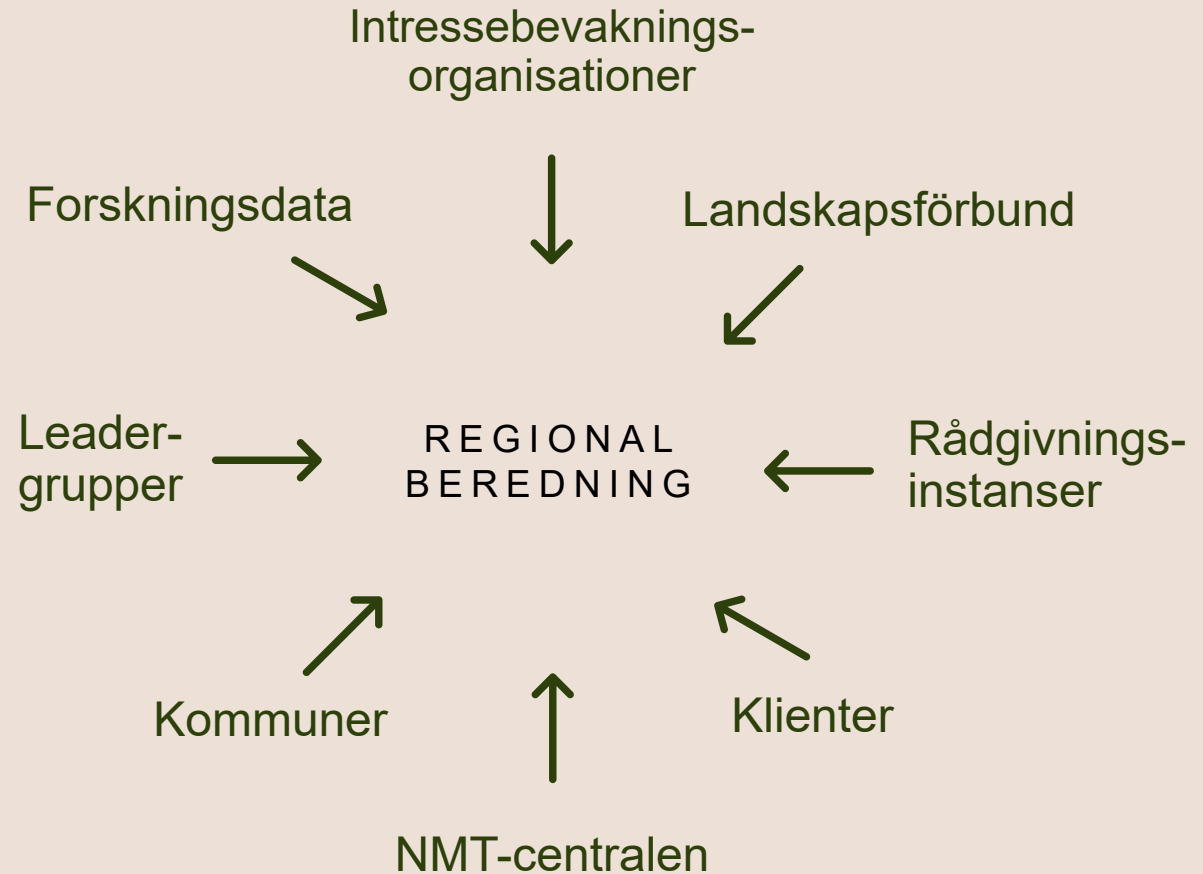 Intressebevaknings-
organisationer
Forskningsdata
Landskapsförbund
Leader-
grupper
REGIONAL
BEREDNING
Rådgivnings-
instanser
Kommuner
Klienter
NMT-centralen